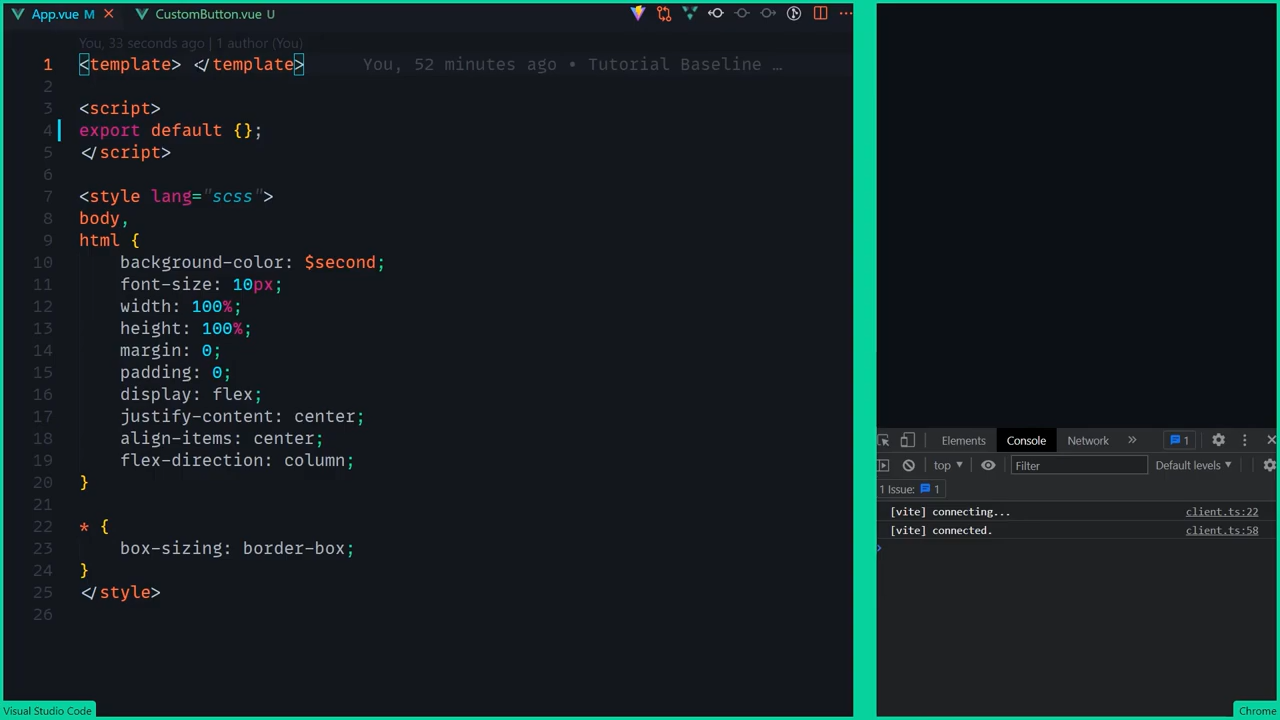 App.vue M
CustomButton.vue U
You, 33 seconds ago | 1 author (You)
1 <template> </template> You, 52 minutes ago • Tutorial Baseline …
2
3 <script>
4 export default {};
5 </script>
6
7 <style lang="scss">
8 body,
9 html {
10 background-color: $second;
11 font-size: 10px;
12 width: 100%;
13 height: 100%;
14 margin: 0;
15 padding: 0;
16 display: flex;
17 justify-content: center;
18 align-items: center;
19 flex-direction: column;
20 }
21
22 * {
23 box-sizing: border-box;
24 }
25 </style>
26
Visual Studio Code
Elements Console Network » 1
top Filter Default levels
1 Issue: 1
[vite] connecting... client.ts:22
[vite] connected. client.ts:58
Chrome